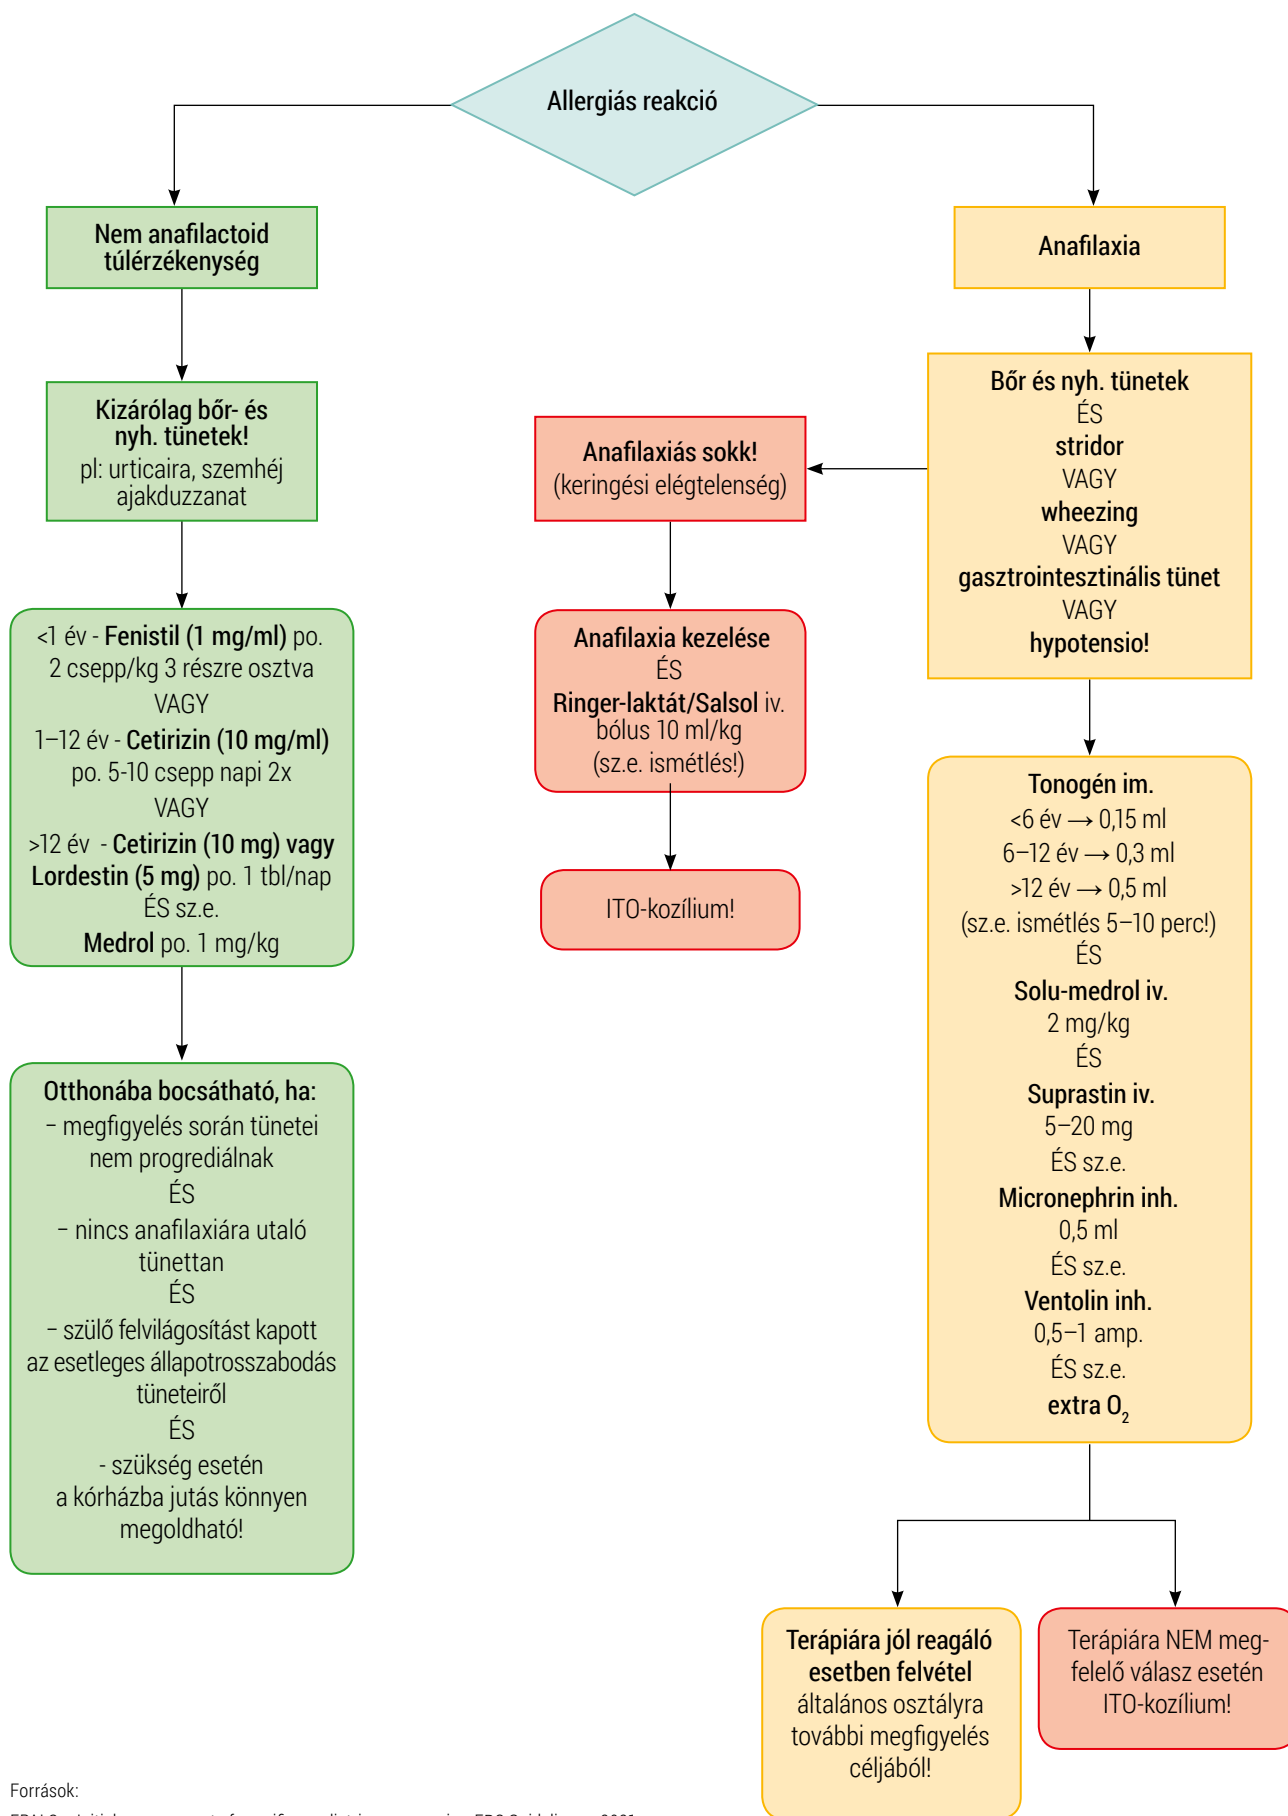 Allergiás reakció
Nem anafilactoid
túlérzékenység
Kizárólag bőr- és
nyh. tünetek!
pl: urticaira, szemhéj
ajakduzzanat
<1 év - Fenistil (1 mg/ml) po.
2 csepp/kg 3 részre osztva
VAGY
1–12 év - Cetirizin (10 mg/ml)
po. 5-10 csepp napi 2x
VAGY
>12 év - Cetirizin (10 mg) vagy
Lordestin (5 mg) po. 1 tbl/nap
ÉS sz.e.
Medrol po. 1 mg/kg
Otthonába bocsátható, ha:
– megfigyelés során tünetei
nem progrediálnak
ÉS
– nincs anafilaxiára utaló
tünettan
ÉS
– szülő felvilágosítást kapott
az esetleges állapotrosszabodás
tüneteiről
ÉS
- szükség esetén
a kórházba jutás könnyen
megoldható!
Anafilaxia
Bőr és nyh. tünetek
ÉS
stridor
VAGY
wheezing
VAGY
gasztrointesztinális tünet
VAGY
hypotensio!
Anafilaxiás sokk!
(keringési elégtelenség)
Anafilaxia kezelése
ÉS
Ringer-laktát/Salsol iv.
bólus 10 ml/kg
(sz.e. ismétlés!)
ITO-kozílium!
Tonogén im.
<6 év → 0,15 ml
6–12 év → 0,3 ml
>12 év → 0,5 ml
(sz.e. ismétlés 5–10 perc!)
ÉS
Solu-medrol iv.
2 mg/kg
ÉS
Suprastin iv.
5–20 mg
ÉS sz.e.
Micronephrin inh.
0,5 ml
ÉS sz.e.
Ventolin inh.
0,5–1 amp.
ÉS sz.e.
extra O₂
Terápiára jól reagáló
esetben felvétel
általános osztályra
további megfigyelés
céljából!
Terápiára NEM meg-
felelő válasz esetén
ITO-kozílium!
Források: